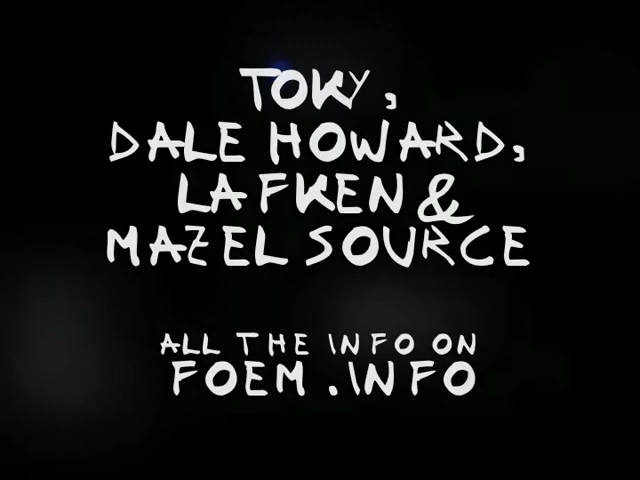 TOKY,
DALE HOWARD,
LAFKEN &
MAZEL SOURCE
ALL THE INFO ON
FOEM.INFO